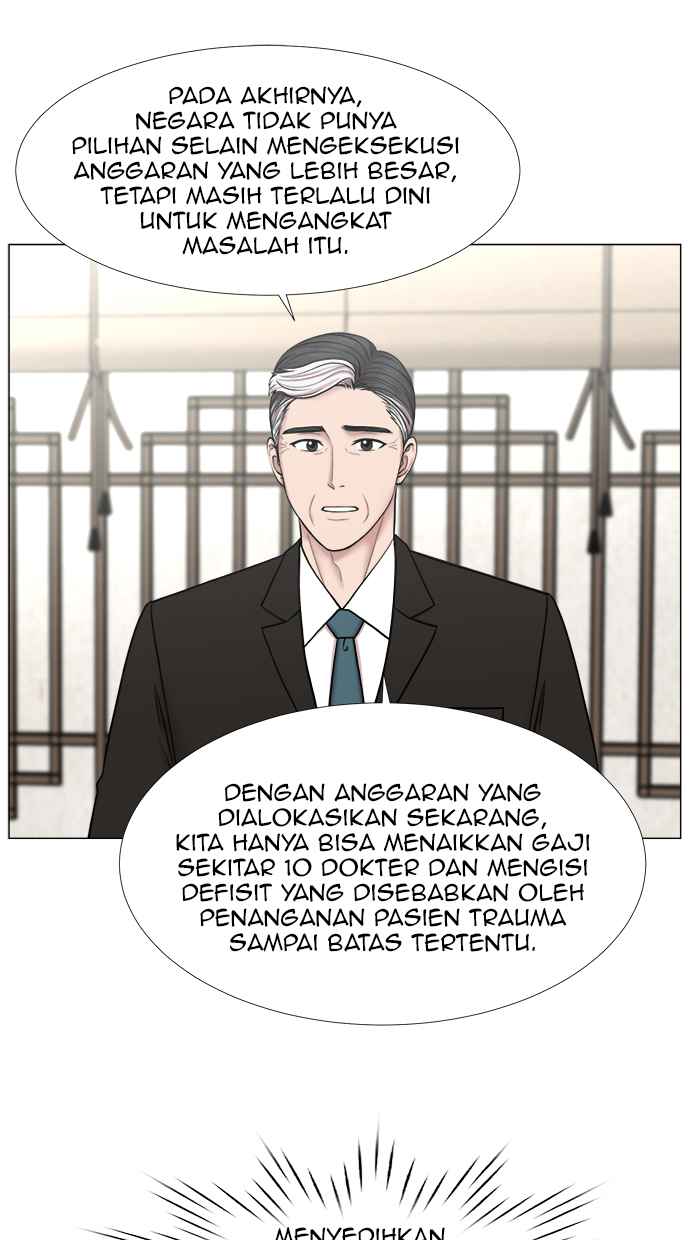 PADA AKHIRNYA,
NEGARA TIDAK PUNYA
PILIHAN SELAIN MENGEKSEKUSI
ANGGARAN YANG LEBIH BESAR,
TETAPI MASIH TERLALU DINI
UNTUK MENGANGKAT
MASALAH ITU.
DENGAN ANGGARAN YANG
DIALOKASIKAN SEKARANG,
KITA HANYA BISA MENAIKKAN GAJI
SEKITAR 10 DOKTER DAN MENGISI
DEFISIT YANG DISEBABKAN OLEH
PENANGANAN PASIEN TRAUMA
SAMPAI BATAS TERTENTU.
MENYEDIHKAN